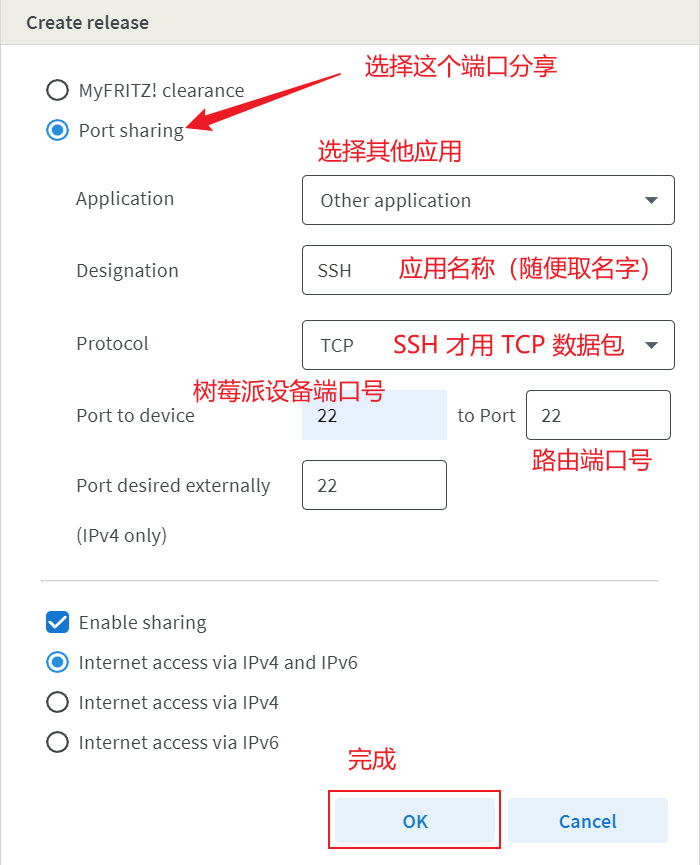 Create release
选择这个端口分享
MyFRITZ! clearance
Port sharing
选择其他应用
Application
Other application
Designation
SSH
应用名称（随便取名字）
Protocol
TCP
SSH 才用 TCP 数据包
树莓派设备端口号
Port to device
22
to Port
22
路由端口号
Port desired externally
22
(IPv4 only)
Enable sharing
Internet access via IPv4 and IPv6
Internet access via IPv4
Internet access via IPv6
完成
OK
Cancel